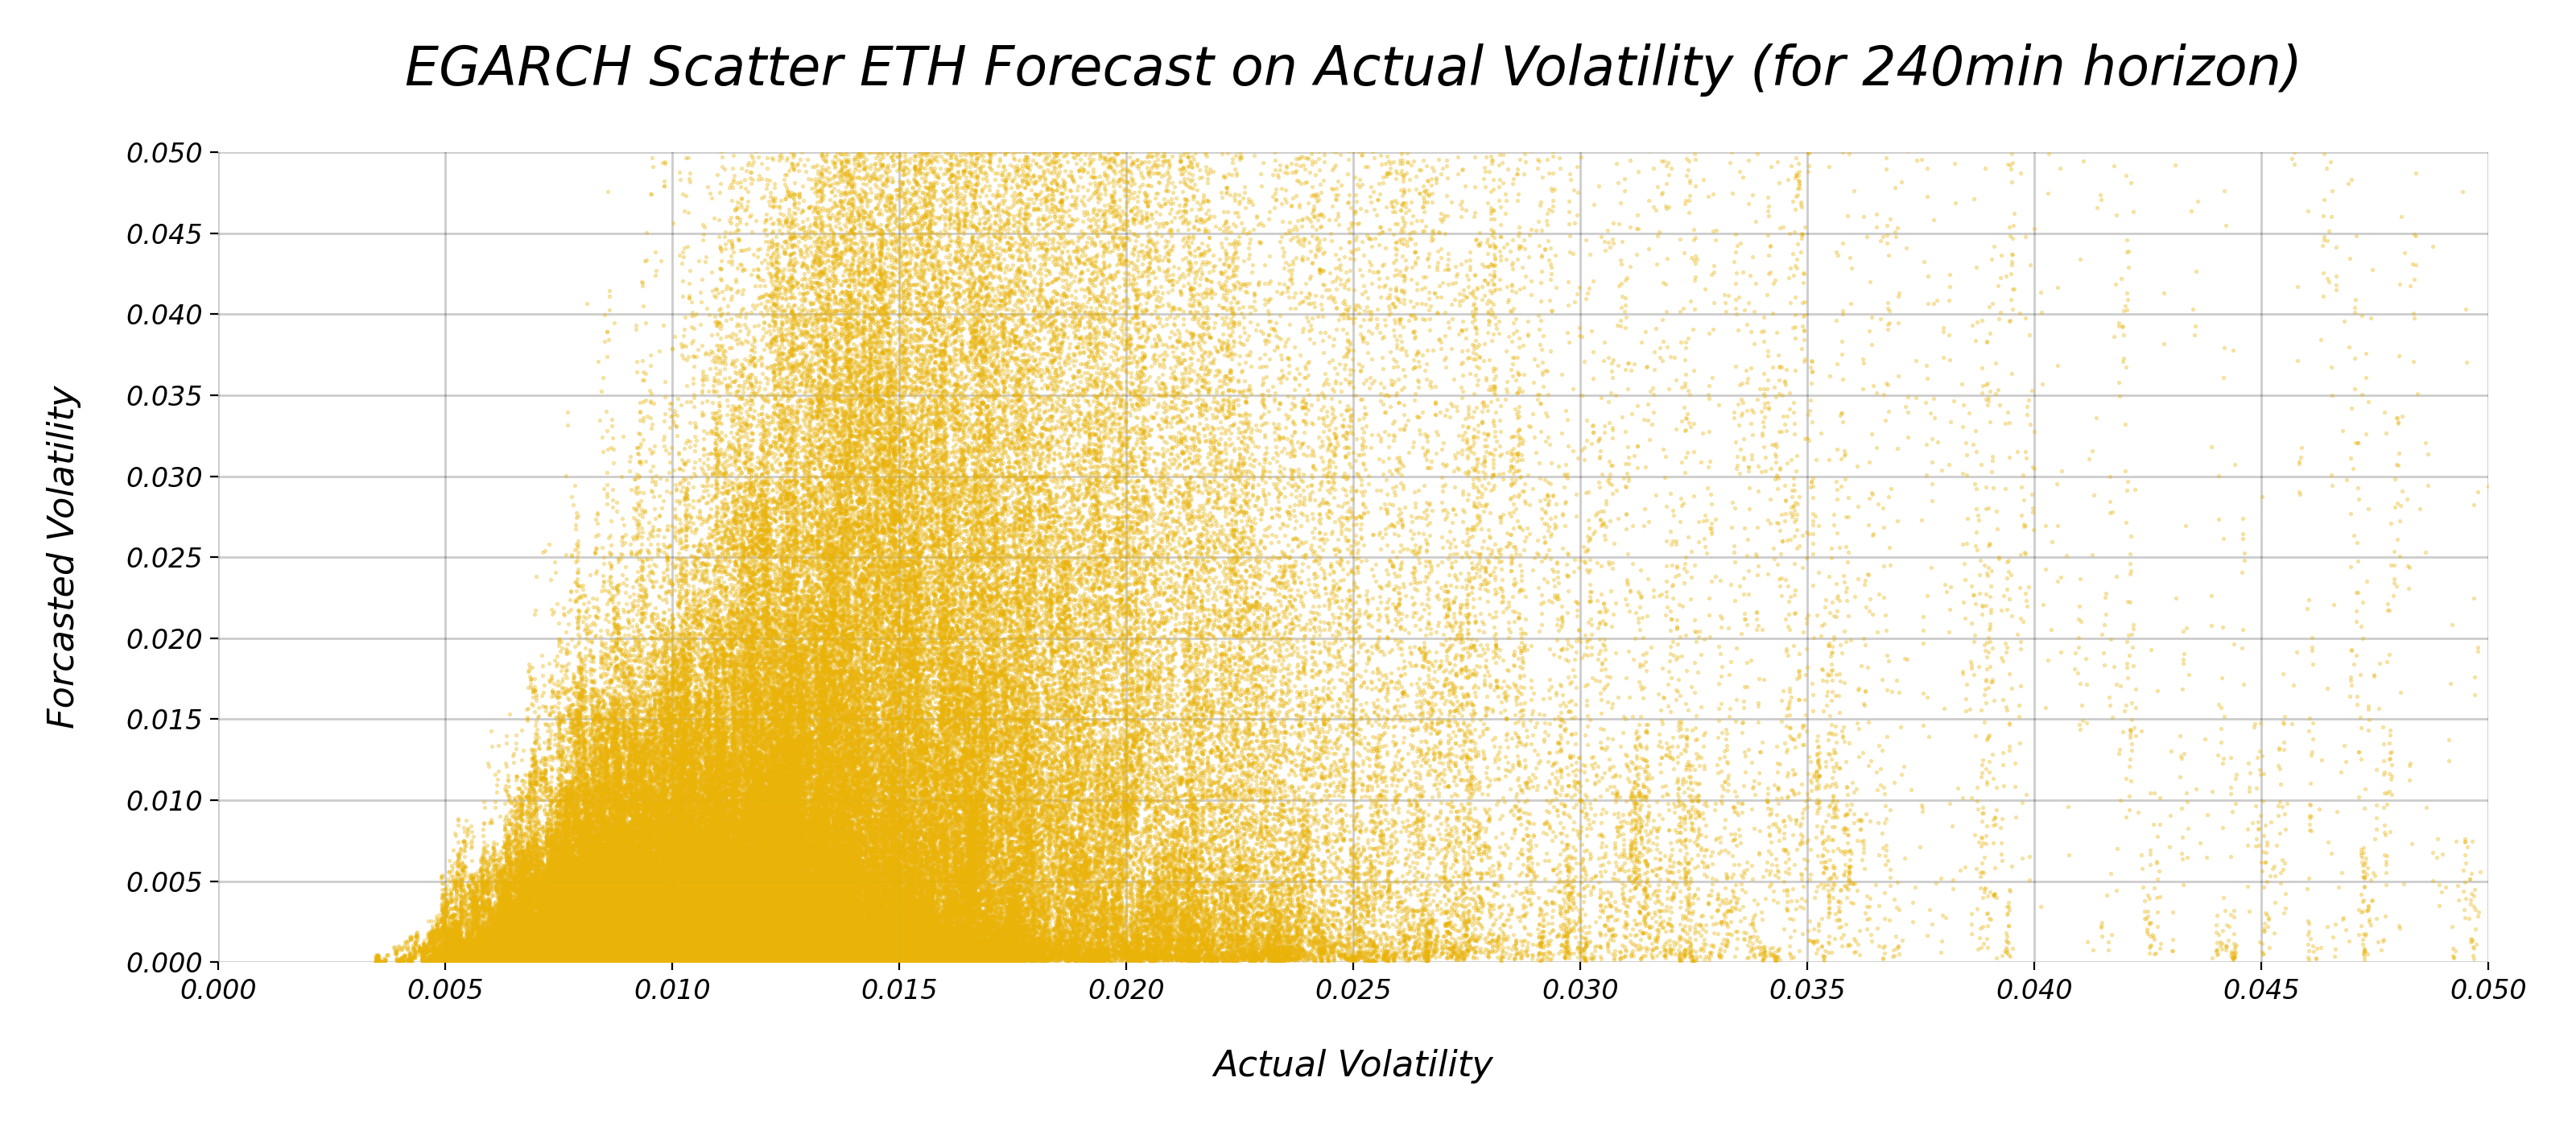 EGARCH Scatter ETH Forecast on Actual Volatility (for 240min horizon)
Forcasted Volatility
0.050
0.045
0.040
0.035
0.030
0.025
0.020
0.015
0.010
0.005
0.000
0.000 0.005 0.010 0.015 0.020 0.025 0.030 0.035 0.040 0.045 0.050
Actual Volatility